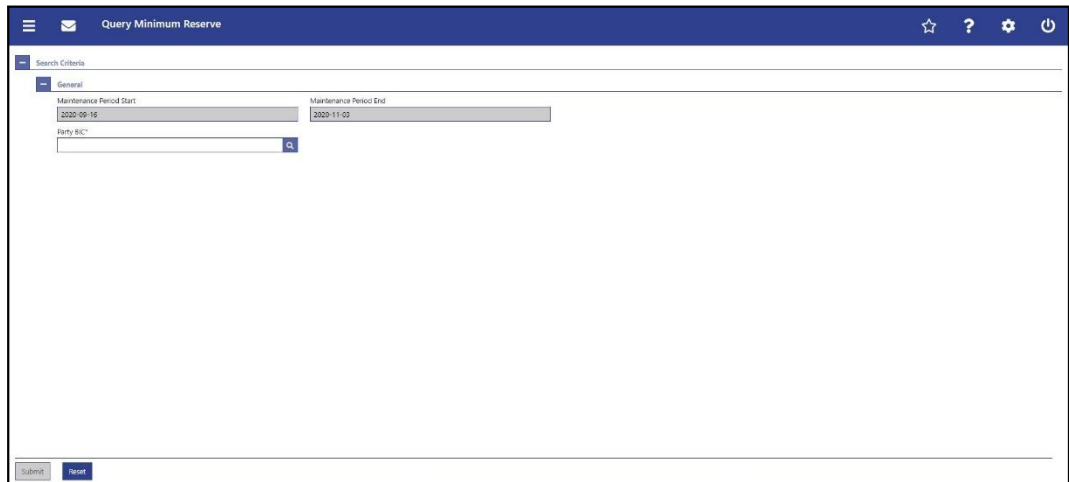 Query Minimum Reserve
Search Criteria
General
Maintenance Period Start Maintenance Period End
2020-09-16 2020-11-03
Party BIC*
Submit Reset